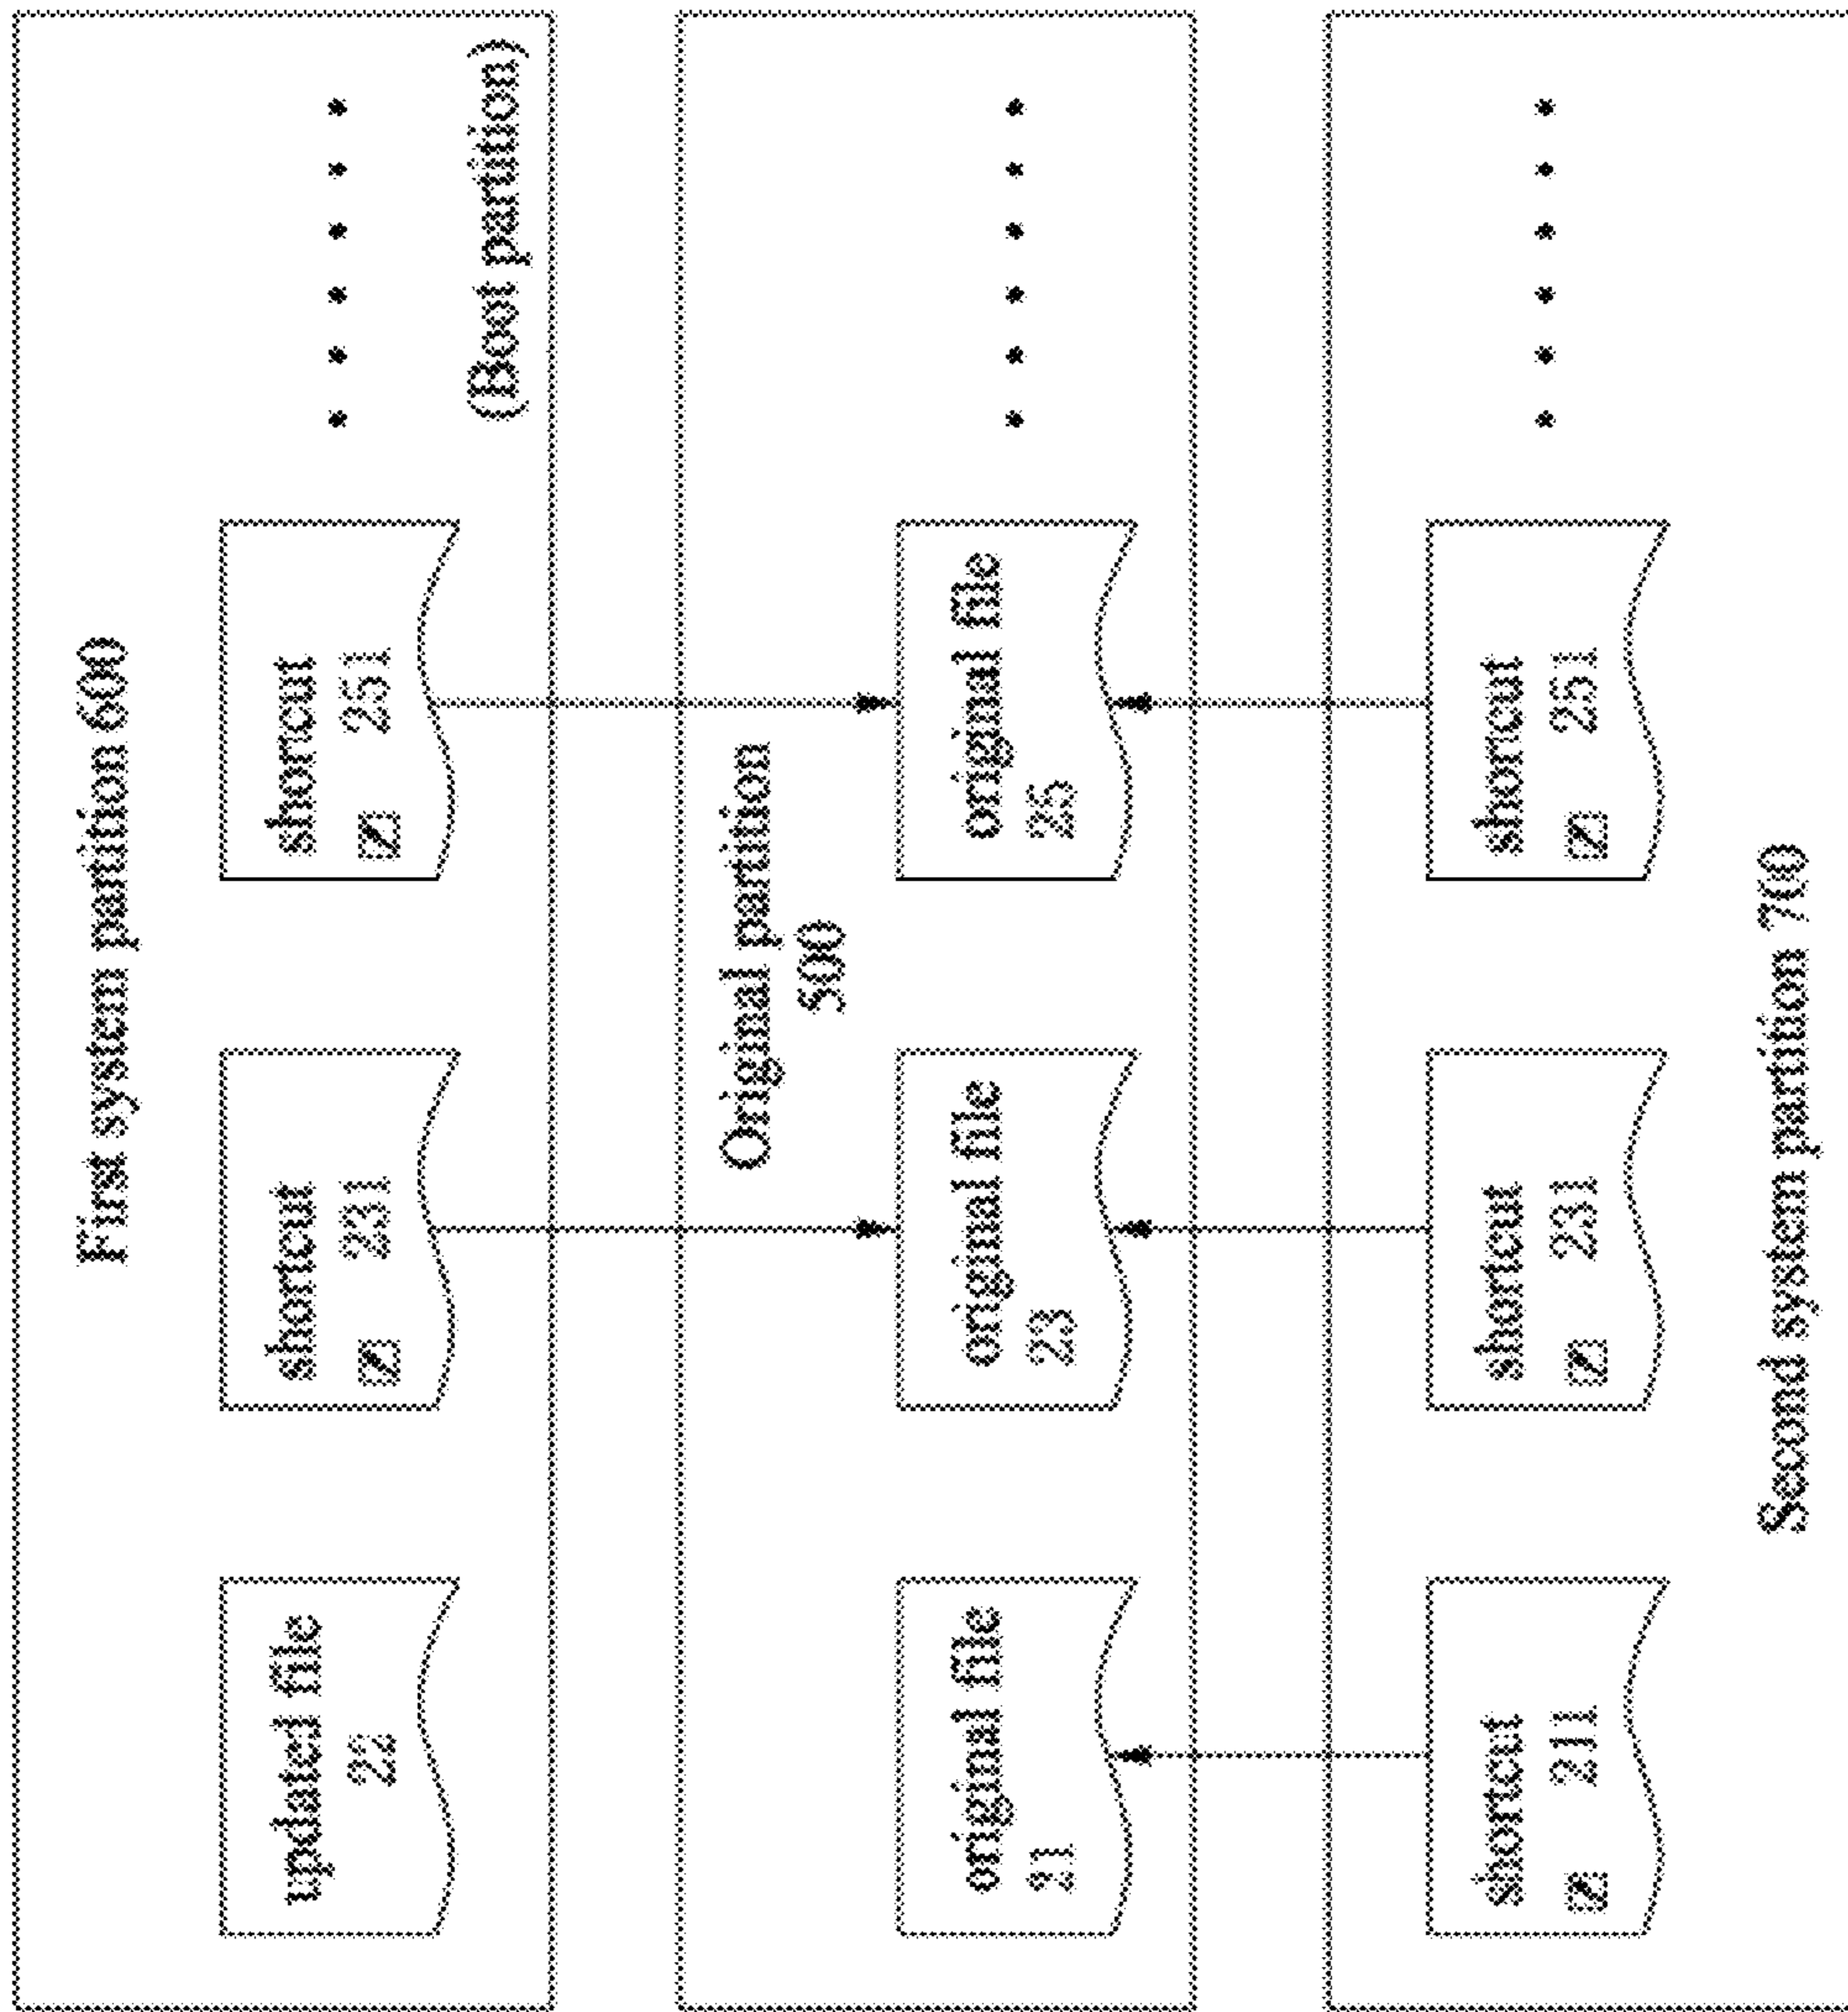 First system partition 600
updated file
22
shortcut
231
shortcut
251
(Boot partition)
Original partition
500
original file
21
original file
23
original file
25
shortcut
211
shortcut
231
shortcut
251
Second system partition 700